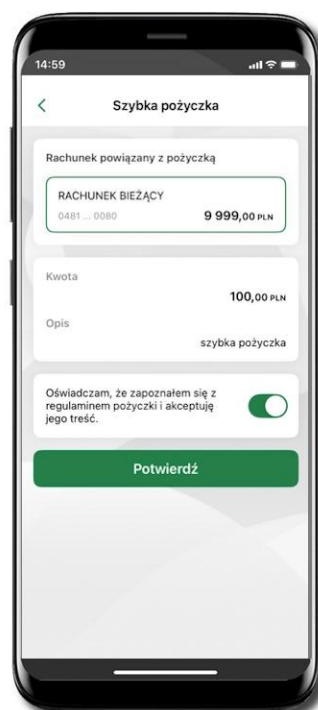 14:59
Szybka pożyczka
Rachunek powiązany z pożyczką
RACHUNEK BIEŻĄCY
0481 ... 0080
9 999,00 PLN
Kwota
100,00 PLN
Opis
szybka pożyczka
Oświadczam, że zapoznałem się z
regulaminem pożyczki i akceptuję
jego treść.
Potwierdź